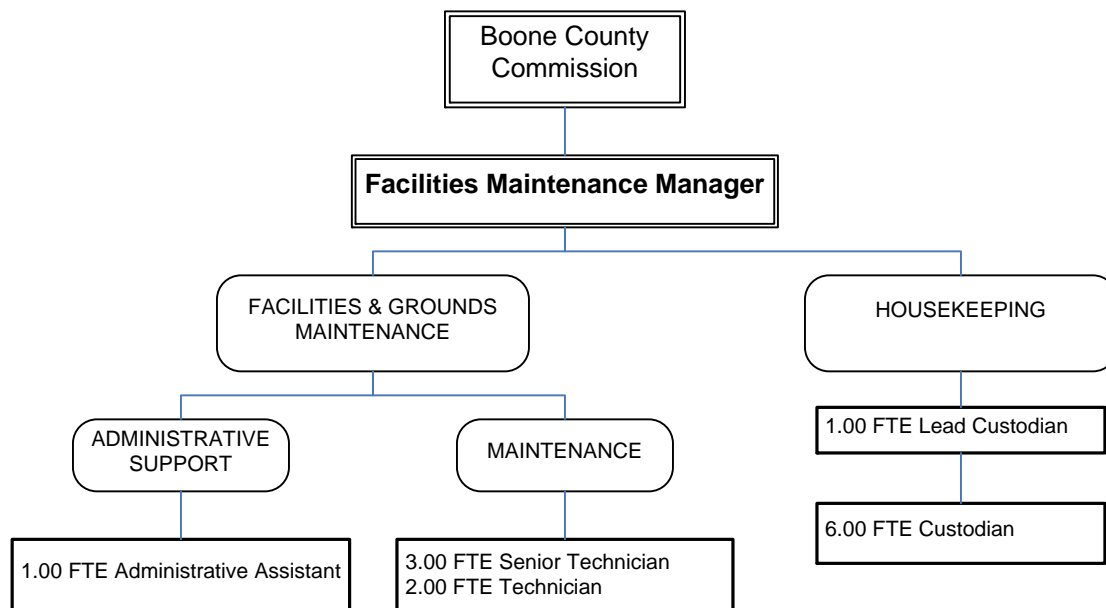 Boone County
Commission
Facilities Maintenance Manager
FACILITIES & GROUNDS
MAINTENANCE
HOUSEKEEPING
ADMINISTRATIVE
SUPPORT
MAINTENANCE
1.00 FTE Lead Custodian
6.00 FTE Custodian
1.00 FTE Administrative Assistant
3.00 FTE Senior Technician
2.00 FTE Technician